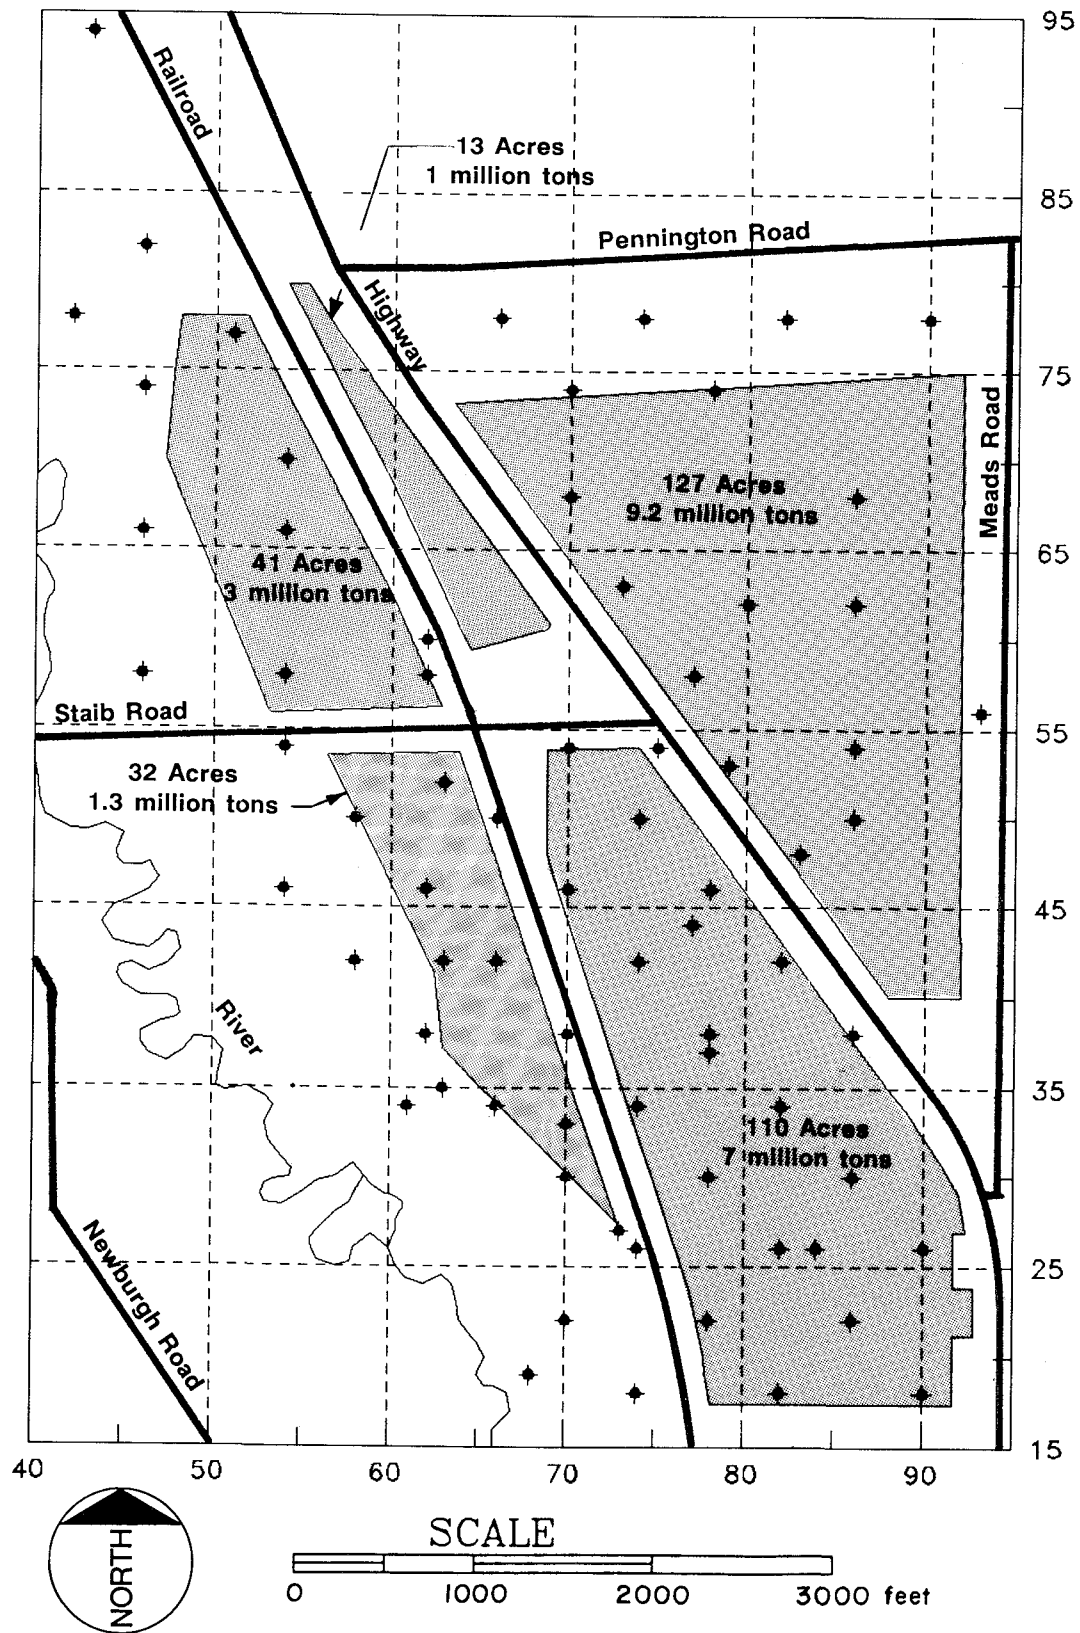 95
Railroad
13 Acres
1 million tons
85
Pennington Road
Highway
75
Meads Road
127 Acres
9.2 million tons
65
41 Acres
3 million tons
Staib Road
55
32 Acres
1.3 million tons
45
River
35
110 Acres
7 million tons
25
Newburgh Road
15
40 50 60 70 80 90
NORTH
SCALE
0 1000 2000 3000 feet